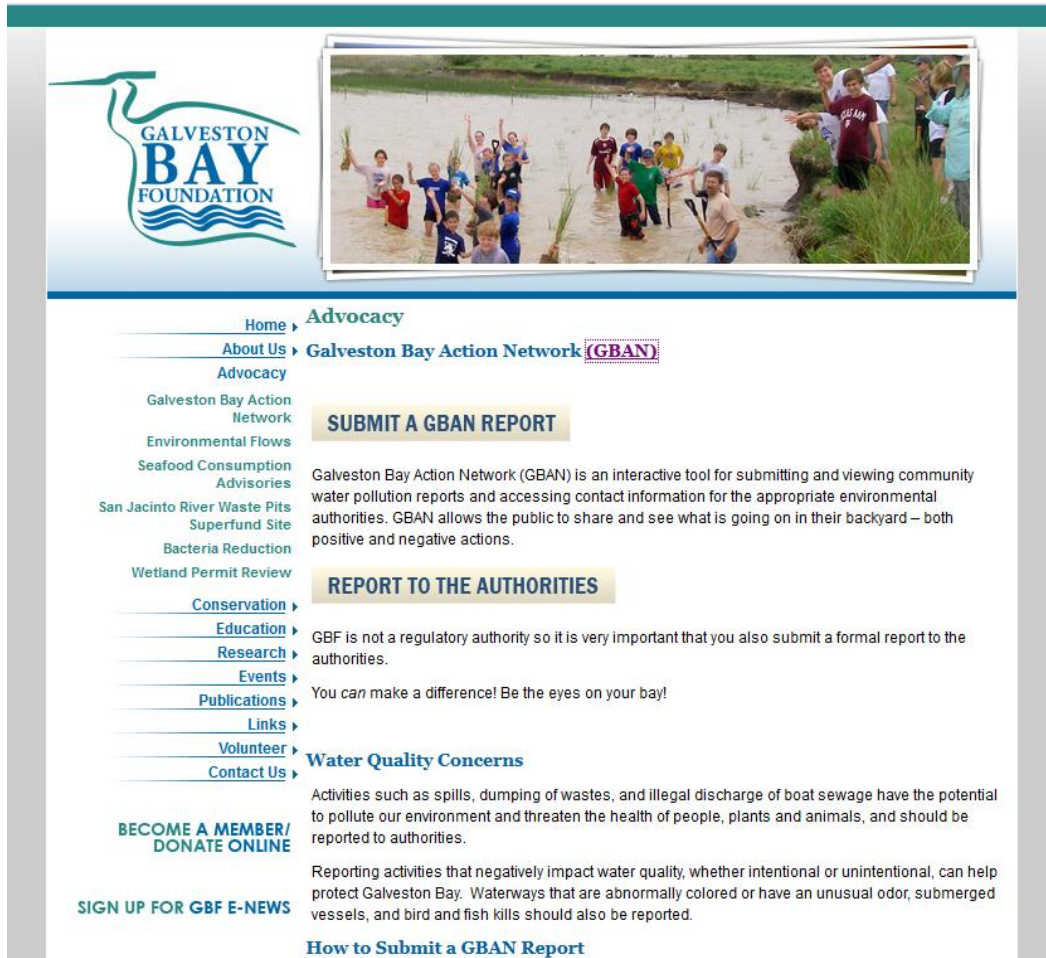 GALVESTON
BAY
FOUNDATION
Home
About Us
Advocacy
Galveston Bay Action
Network
Environmental Flows
Seafood Consumption
Advisories
San Jacinto River Waste Pits
Superfund Site
Bacteria Reduction
Wetland Permit Review
Conservation
Education
Research
Events
Publications
Links
Volunteer
Contact Us
BECOME A MEMBER/
DONATE ONLINE
SIGN UP FOR GBF E-NEWS
Advocacy
Galveston Bay Action Network (GBAN)
SUBMIT A GBAN REPORT
Galveston Bay Action Network (GBAN) is an interactive tool for submitting and viewing community
water pollution reports and accessing contact information for the appropriate environmental
authorities. GBAN allows the public to share and see what is going on in their backyard – both
positive and negative actions.
REPORT TO THE AUTHORITIES
GBF is not a regulatory authority so it is very important that you also submit a formal report to the
authorities.
You can make a difference! Be the eyes on your bay!
Water Quality Concerns
Activities such as spills, dumping of wastes, and illegal discharge of boat sewage have the potential
to pollute our environment and threaten the health of people, plants and animals, and should be
reported to authorities.
Reporting activities that negatively impact water quality, whether intentional or unintentional, can help
protect Galveston Bay.  Waterways that are abnormally colored or have an unusual odor, submerged
vessels, and bird and fish kills should also be reported.
How to Submit a GBAN Report